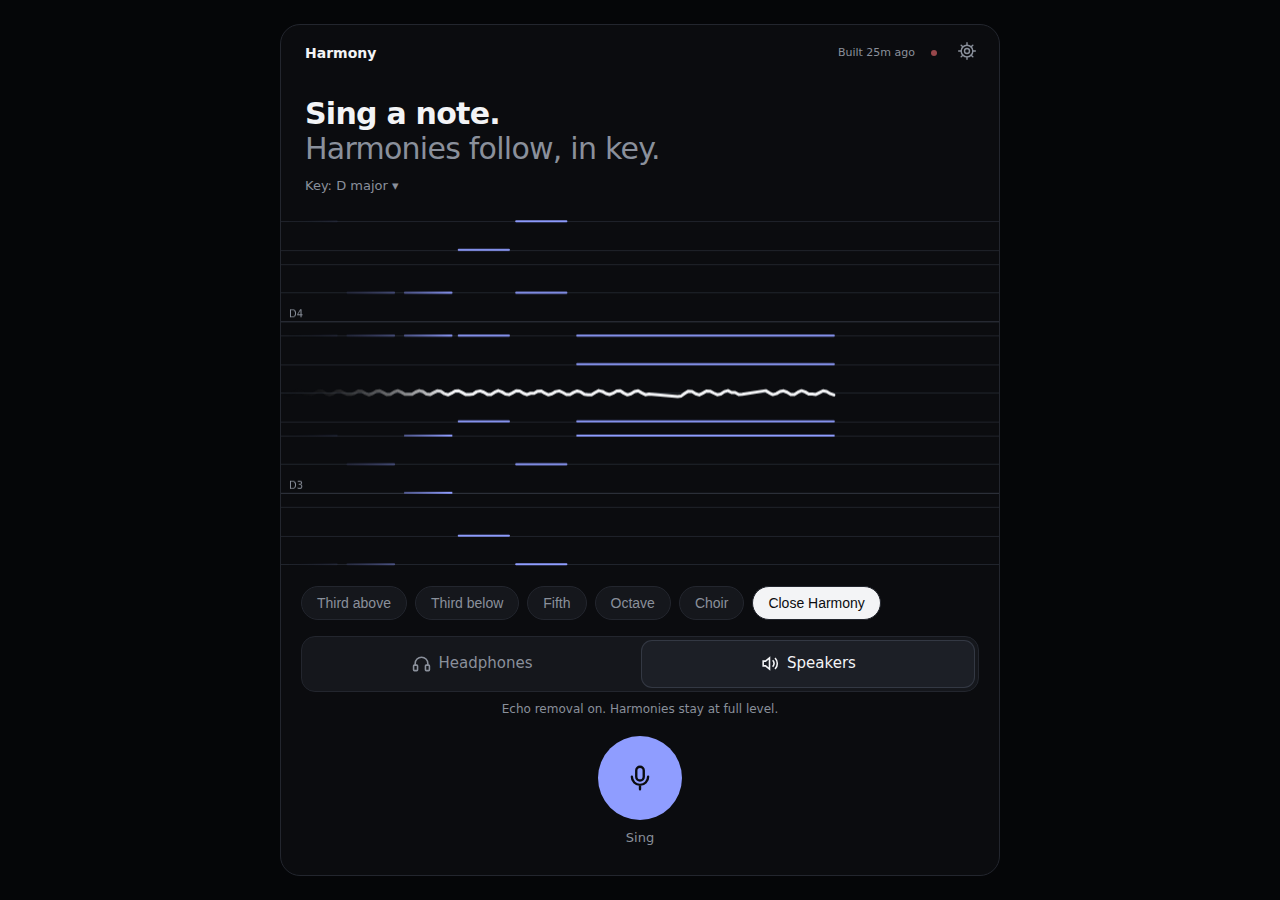 Harmony
Built 25m ago
Sing a note.
Harmonies follow, in key.
Key: D major ▾
D4
D3
Third above
Third below
Fifth
Octave
Choir
Close Harmony
Headphones
Speakers
Echo removal on. Harmonies stay at full level.
Sing